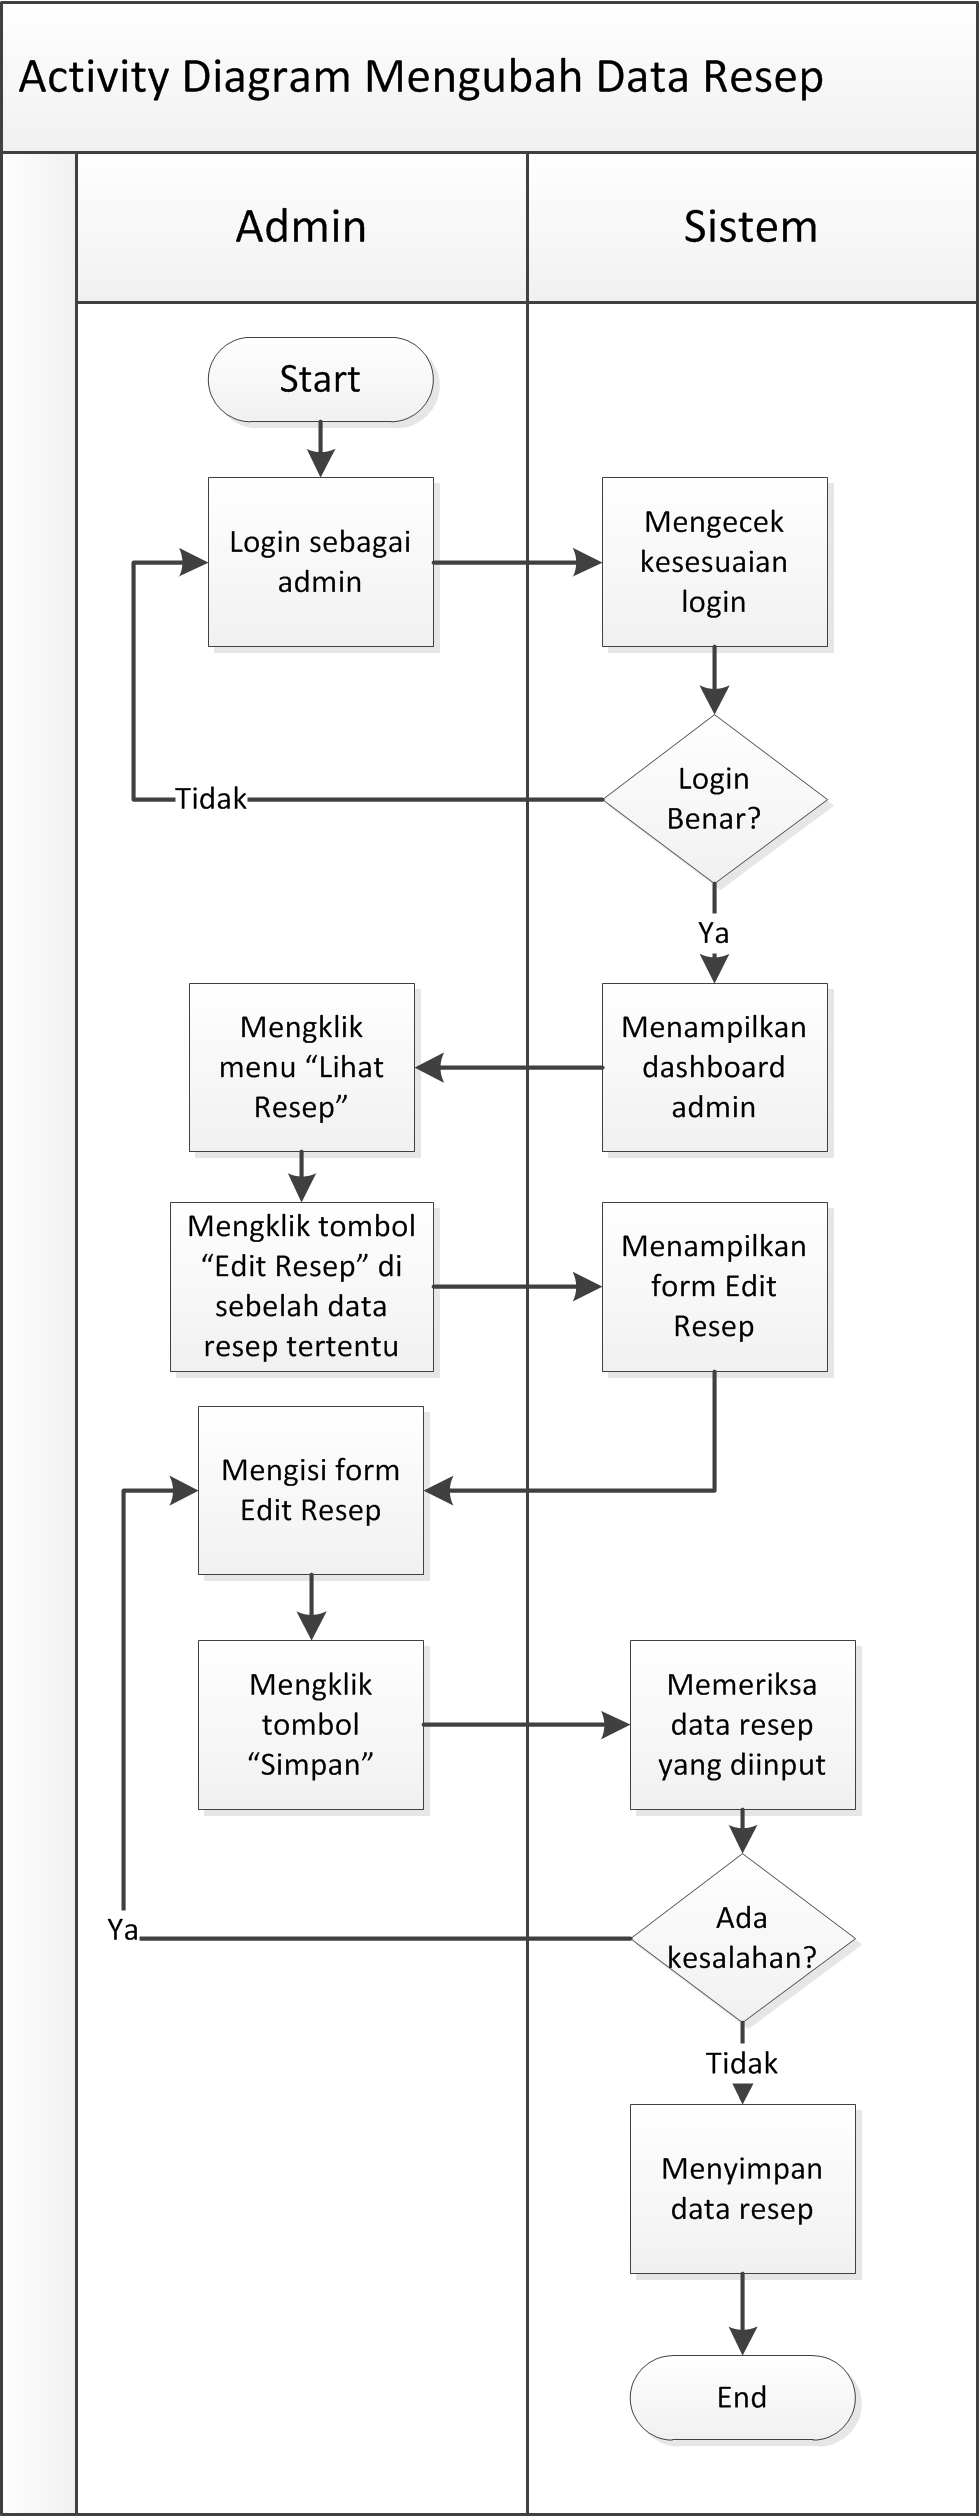 Activity Diagram Mengubah Data Resep
Admin
Sistem
Start
Login sebagai
admin
Mengecek
kesesuaian
login
Login
Benar?
Tidak
Ya
Menampilkan
dashboard
admin
Mengklik
menu “Lihat
Resep”
Mengklik tombol
“Edit Resep” di
sebelah data
resep tertentu
Menampilkan
form Edit
Resep
Mengisi form
Edit Resep
Mengklik
tombol
“Simpan”
Memeriksa
data resep
yang diinput
Ada
kesalahan?
Ya
Tidak
Menyimpan
data resep
End